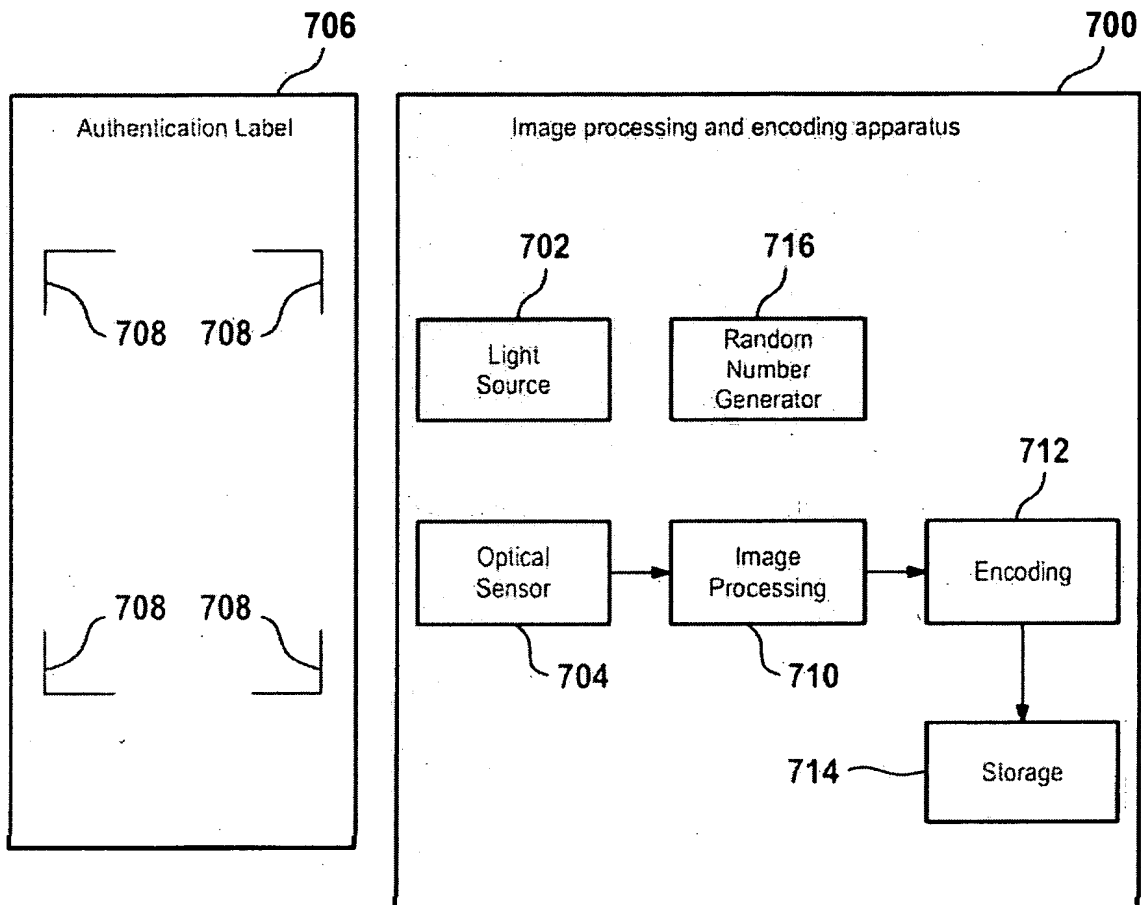 706
700
Authentication Label
Image processing and encoding apparatus
702
716
708 708
Light
Source
Random
Number
Generator
712
Optical
Sensor
Image
Processing
Encoding
708 708
704
710
714
Storage